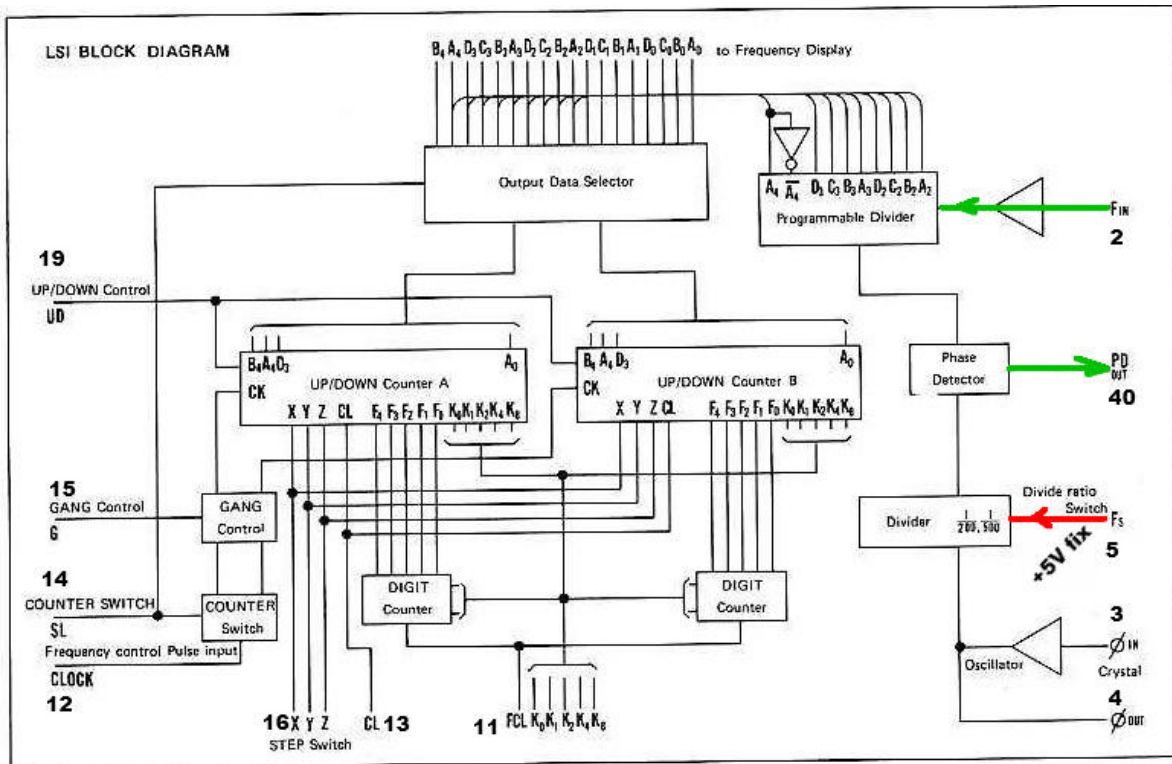 LSI BLOCK DIAGRAM
B4 A4 D3 C3 B3 A3 D2 C2 B2 A2 D1 C1 B1 A1 D0 C0 B0 A0 to Frequency Display
Output Data Selector
A4 A4 D3 C3 B3 A3 D2 C2 B2 A2
Programmable Divider
FIN
2
19
UP/DOWN Control
UD
B4 A4 D3 A0
UP/DOWN Counter A
CK
X Y Z CL F4 F3 F2 F1 F0 K0 K1 K2 K4 K8
B4 A4 D3 A0
UP/DOWN Counter B
CK
X Y Z CL F4 F3 F2 F1 F0 K0 K1 K2 K4 K8
Phase
Detector
PD
OUT
40
15
GANG Control
G
GANG
Control
Divider 1/200, 1/500
Divide ratio
Switch
FS
5
+5V fix
14
COUNTER SWITCH
SL
COUNTER
Switch
Frequency control Pulse input
CLOCK
12
DIGIT
Counter
DIGIT
Counter
3
Ø IN
Oscillator
Crystal
4
Ø OUT
16 X Y Z
STEP Switch
CL 13
11 FCL K0 K1 K2 K4 K8